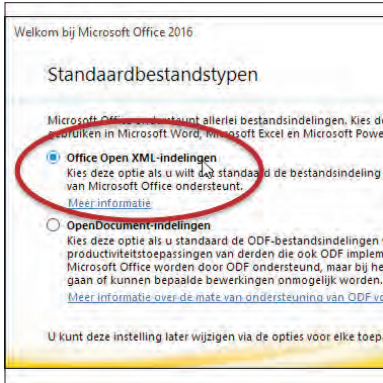 Welkom bij Microsoft Office 2016
Standaardbestandstypen
Microsoft Office ondersteunt allerlei bestandsindelingen. Kies de
gebruiken in Microsoft Word, Microsoft Excel en Microsoft Powe
Office Open XML-indelingen
Kies deze optie als u wilt dat standaard de bestandsindeling
van Microsoft Office ondersteunt.
Meer informatie
OpenDocument-indelingen
Kies deze optie als u standaard de ODF-bestandsindelingen
productiviteitstoepassingen van derden die ook ODF implem
Microsoft Office worden door ODF ondersteund, maar bij he
gaan of kunnen bepaalde bewerkingen onmogelijk worden.
Meer informatie over de mate van ondersteuning van ODF vo
U kunt deze instelling later wijzigen via de opties voor elke toep